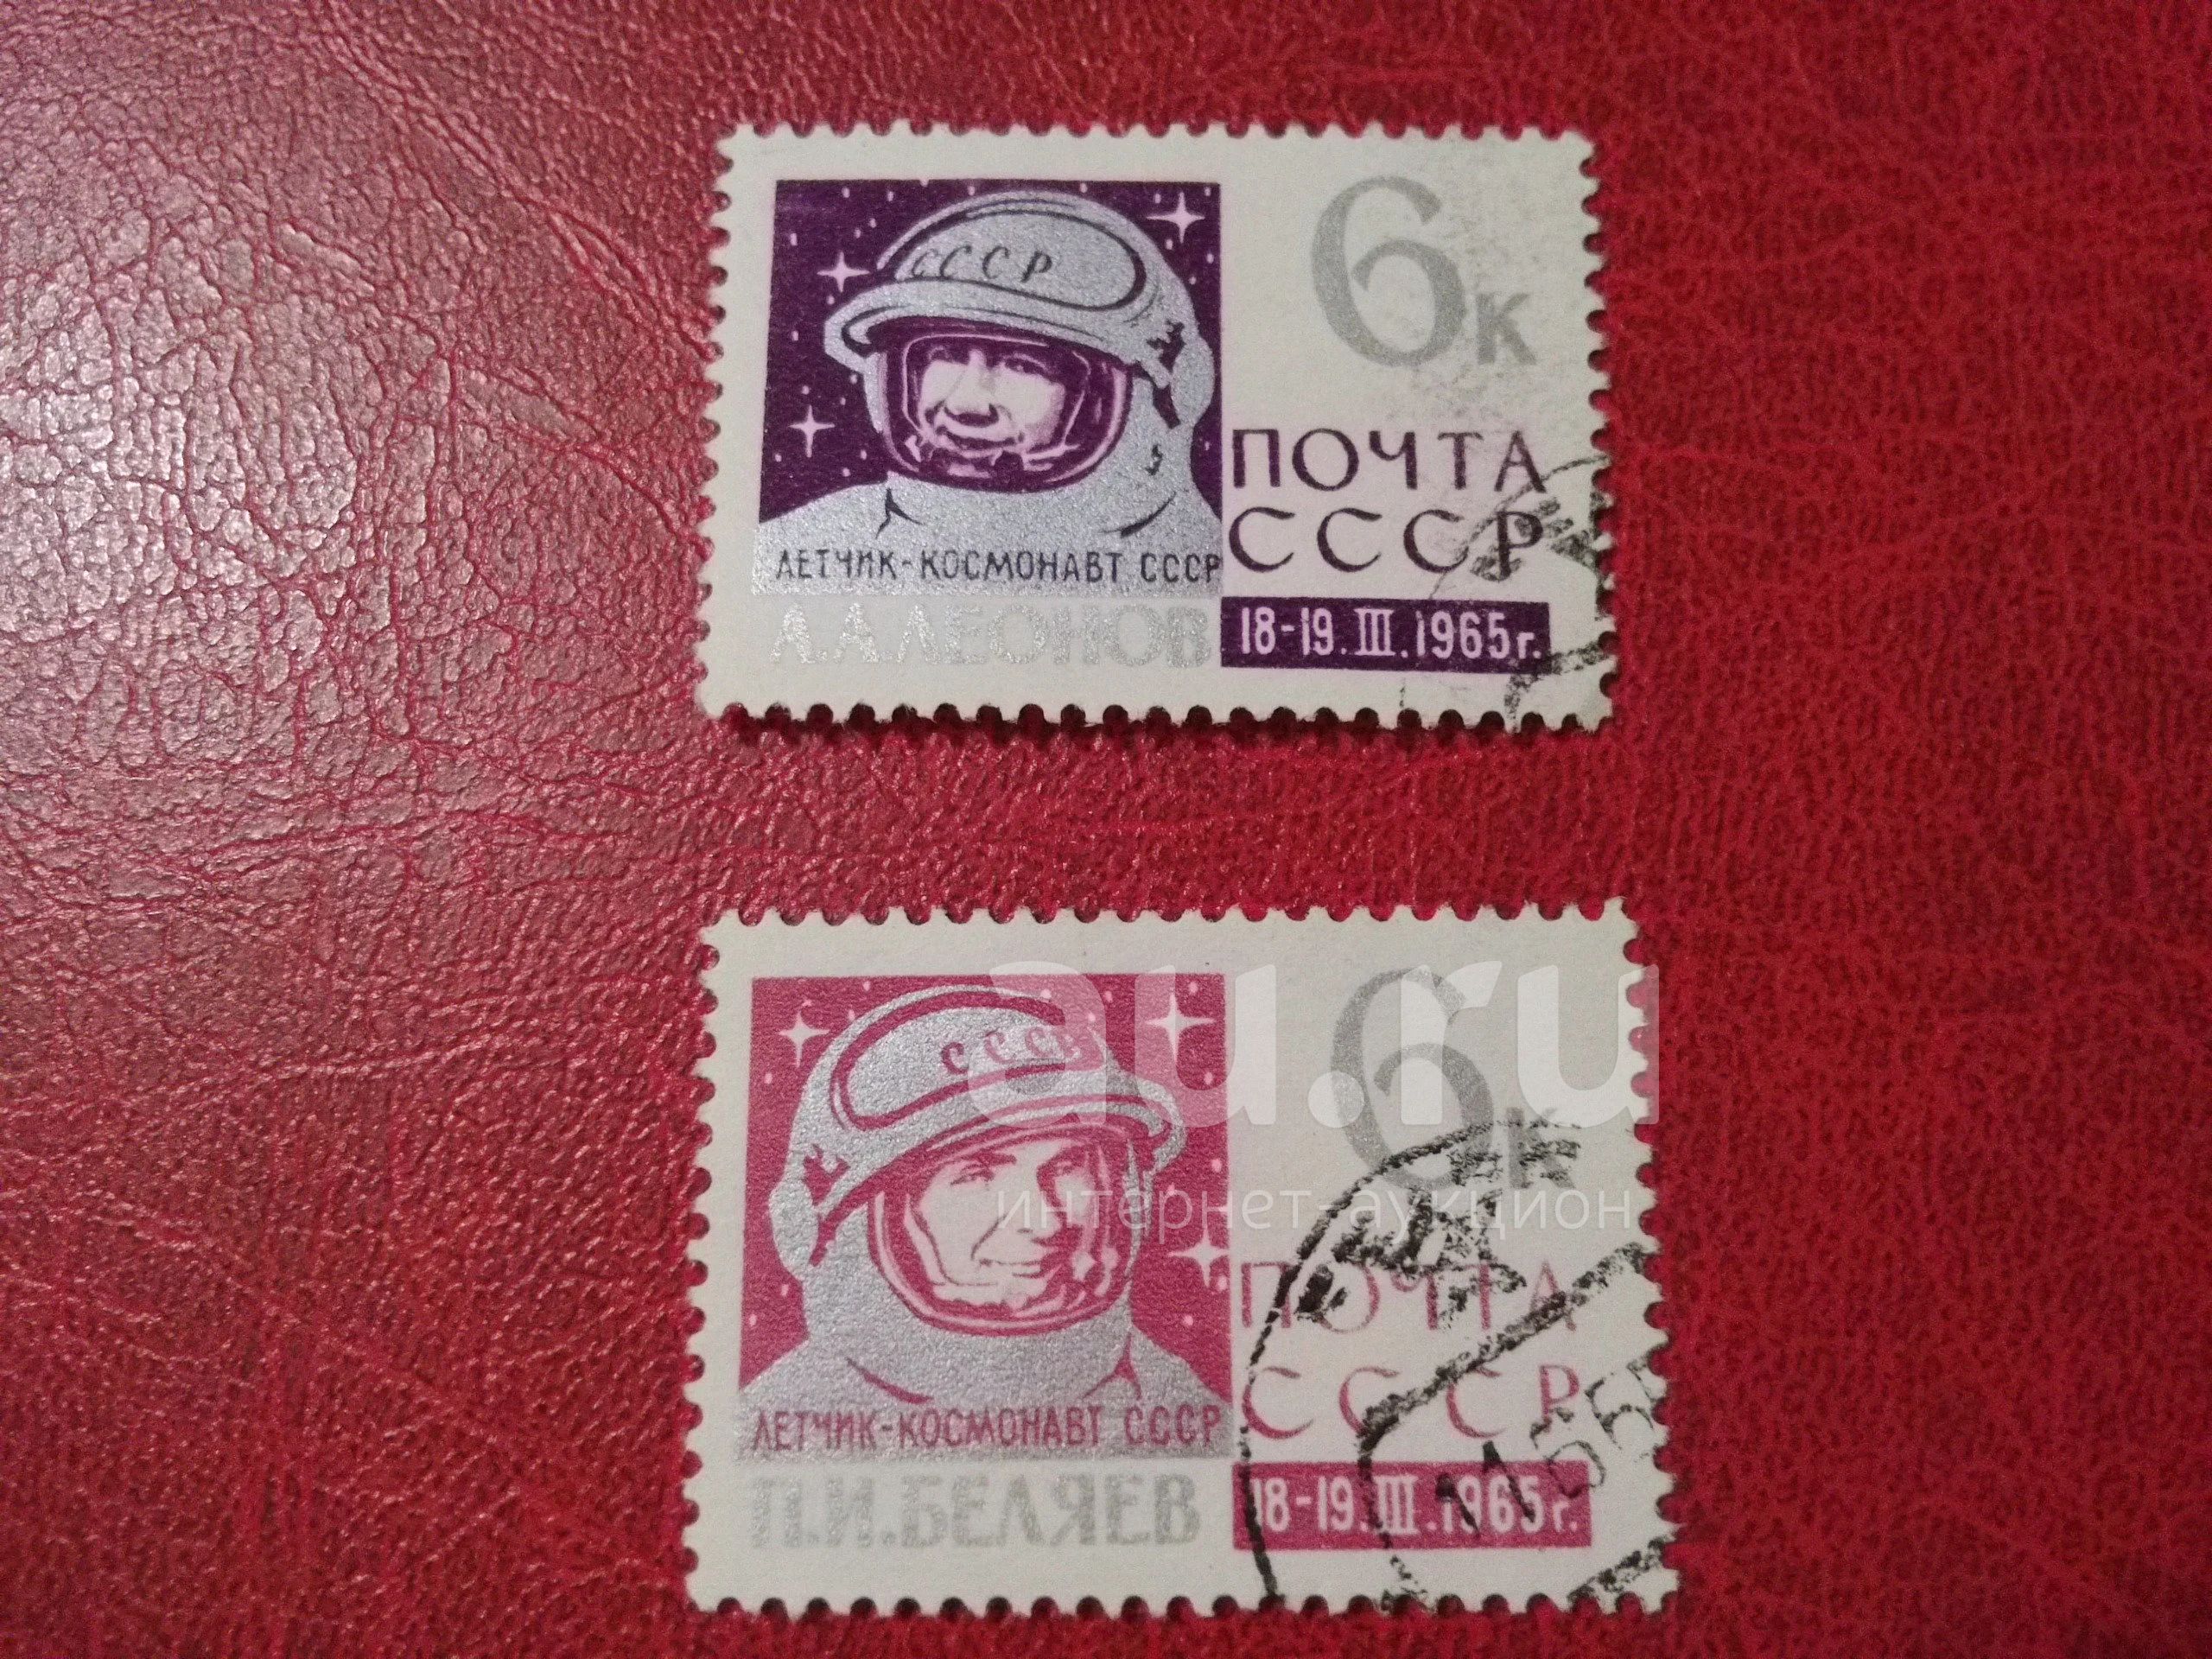 СССР
6к
ПОЧТА
СССР
ЛЕТЧИК-КОСМОНАВТ СССР
А.А.ЛЕОНОВ
18-19.III.1965г.
au.ru
интернет-аукцион
СССР
6к
ПОЧТА
СССР
ЛЕТЧИК-КОСМОНАВТ СССР
П.И.БЕЛЯЕВ
18-19.III.1965г.